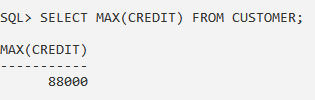 SQL> SELECT MAX(CREDIT) FROM CUSTOMER;
MAX(CREDIT)
-----------
88000